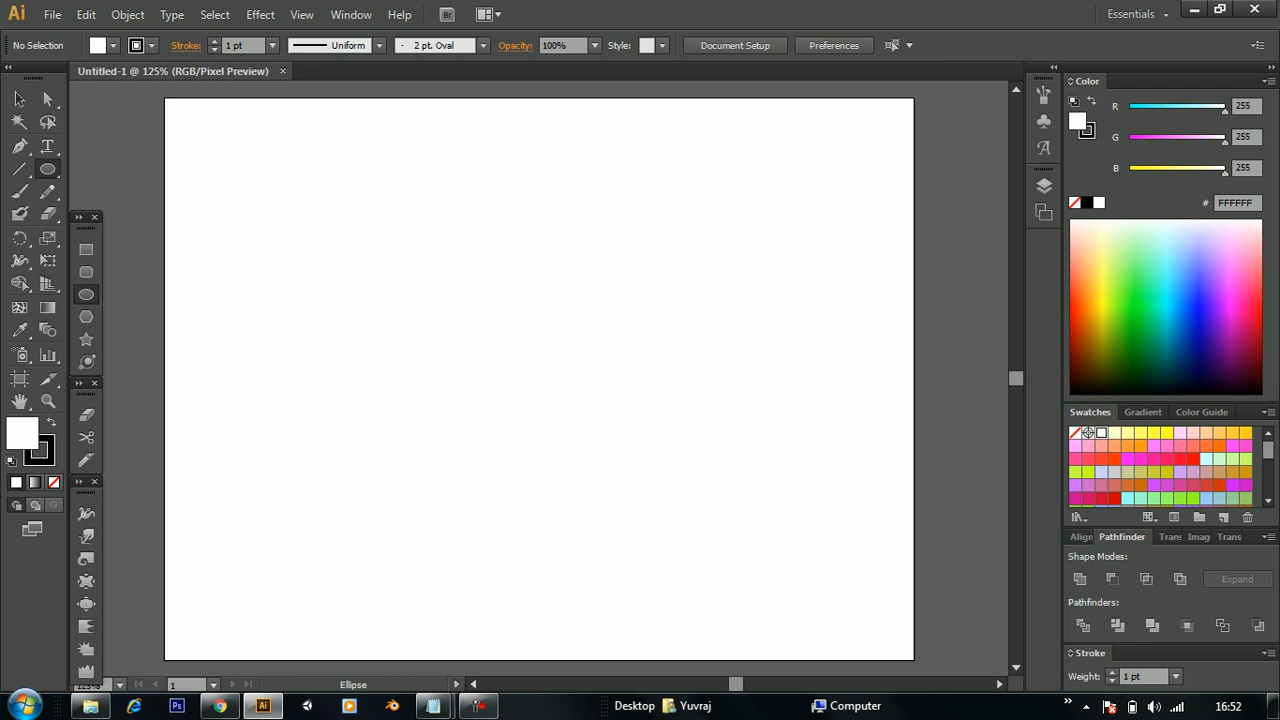 Ai File Edit Object Type Select Effect View Window Help Br Essentials
No Selection Stroke: 1 pt Uniform 2 pt. Oval Opacity: 100% Style: Document Setup Preferences
Untitled-1 @ 125% (RGB/Pixel Preview)
Color
R 255
G 255
B 255
# FFFFFF
Swatches Gradient Color Guide
Align Pathfinder Trans Imag Trans
Shape Modes:
Expand
Pathfinders:
Stroke
Weight: 1 pt
125% 1 Ellipse
Ps Ai Desktop Yuvraj Computer 16:52